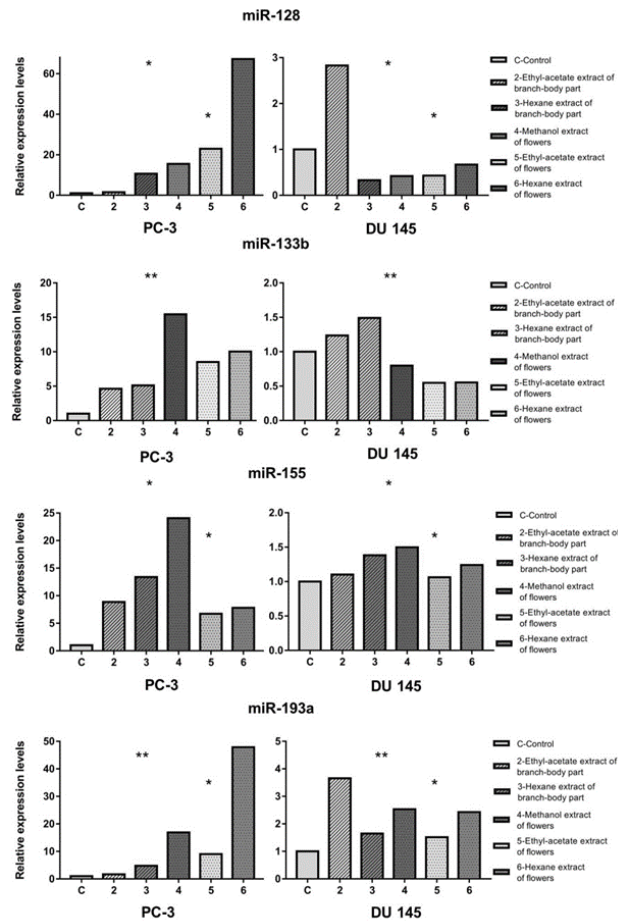 miR-128
Relative expression levels
60
40
20
0
*
*
C 2 3 4 5 6
PC-3
3
2
1
0
*
*
C 2 3 4 5 6
DU 145
C-Control
2-Ethyl-acetate extract of
branch-body part
3-Hexane extract of
branch-body part
4-Methanol extract
of flowers
5-Ethyl-acetate extract
of flowers
6-Hexane extract
of flowers
miR-133b
Relative expression levels
20
15
10
5
0
**
C 2 3 4 5 6
PC-3
2.0
1.5
1.0
0.5
0.0
**
C 2 3 4 5 6
DU 145
C-Control
2-Ethyl-acetate extract of
branch-body part
3-Hexane extract of
branch-body part
4-Methanol extract
of flowers
5-Ethyl-acetate extract
of flowers
6-Hexane extract
of flowers
miR-155
Relative expression levels
25
20
15
10
5
0
*
*
C 2 3 4 5 6
PC-3
2.0
1.5
1.0
0.5
0.0
*
*
C 2 3 4 5 6
DU 145
C-Control
2-Ethyl-acetate extract of
branch-body part
3-Hexane extract of
branch-body part
4-Methanol extract
of flowers
5-Ethyl-acetate extract
of flowers
6-Hexane extract
of flowers
miR-193a
Relative expression levels
50
40
30
20
10
0
**
*
C 2 3 4 5 6
PC-3
5
4
3
2
1
0
**
*
C 2 3 4 5 6
DU 145
C-Control
2-Ethyl-acetate extract of
branch-body part
3-Hexane extract of
branch-body part
4-Methanol extract
of flowers
5-Ethyl-acetate extract
of flowers
6-Hexane extract
of flowers